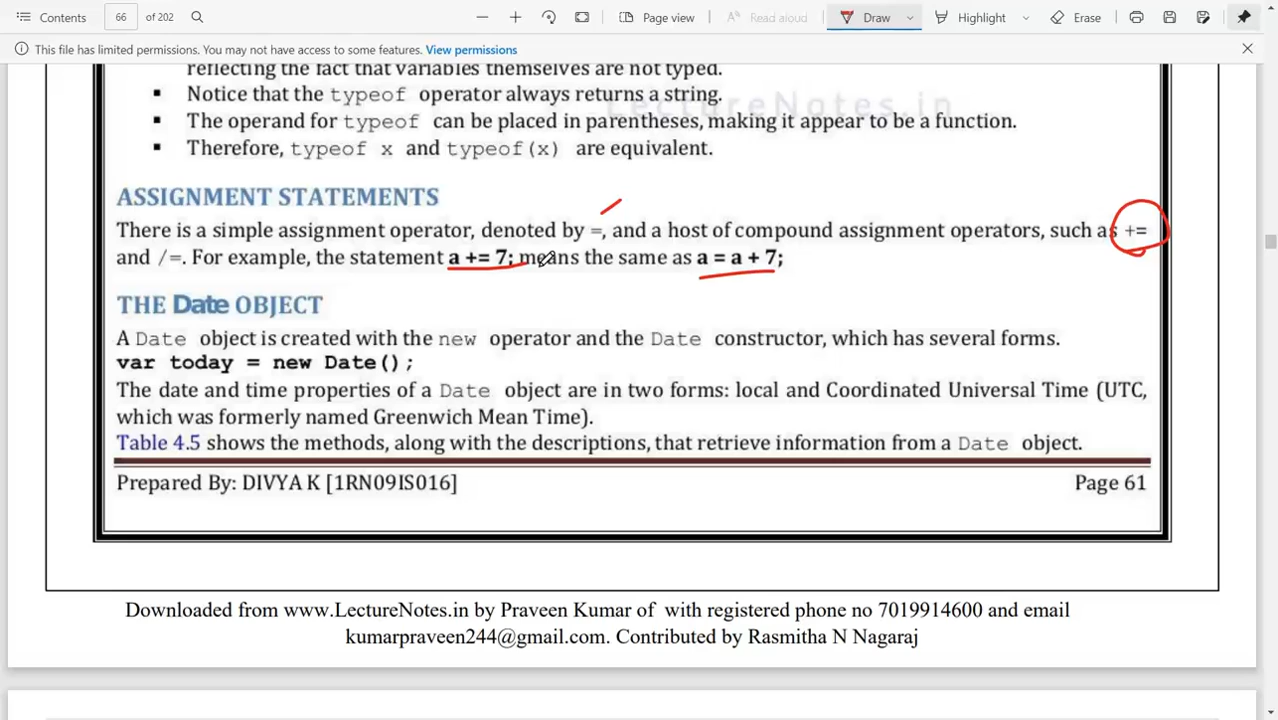 Contents 66 of 202 Page view Read aloud Draw Highlight Erase
This file has limited permissions. You may not have access to some features. View permissions
reflecting the fact that variables themselves are not typed.
LectureNotes.in
▪ Notice that the typeof operator always returns a string.
▪ The operand for typeof can be placed in parentheses, making it appear to be a function.
▪ Therefore, typeof x and typeof(x) are equivalent.
ASSIGNMENT STATEMENTS
There is a simple assignment operator, denoted by =, and a host of compound assignment operators, such as +=
and /=. For example, the statement a += 7; means the same as a = a + 7;
THE Date OBJECT
A Date object is created with the new operator and the Date constructor, which has several forms.
var today = new Date();
The date and time properties of a Date object are in two forms: local and Coordinated Universal Time (UTC,
which was formerly named Greenwich Mean Time).
Table 4.5 shows the methods, along with the descriptions, that retrieve information from a Date object.
Prepared By: DIVYA K [1RN09IS016] Page 61
Downloaded from www.LectureNotes.in by Praveen Kumar of with registered phone no 7019914600 and email
kumarpraveen244@gmail.com. Contributed by Rasmitha N Nagaraj